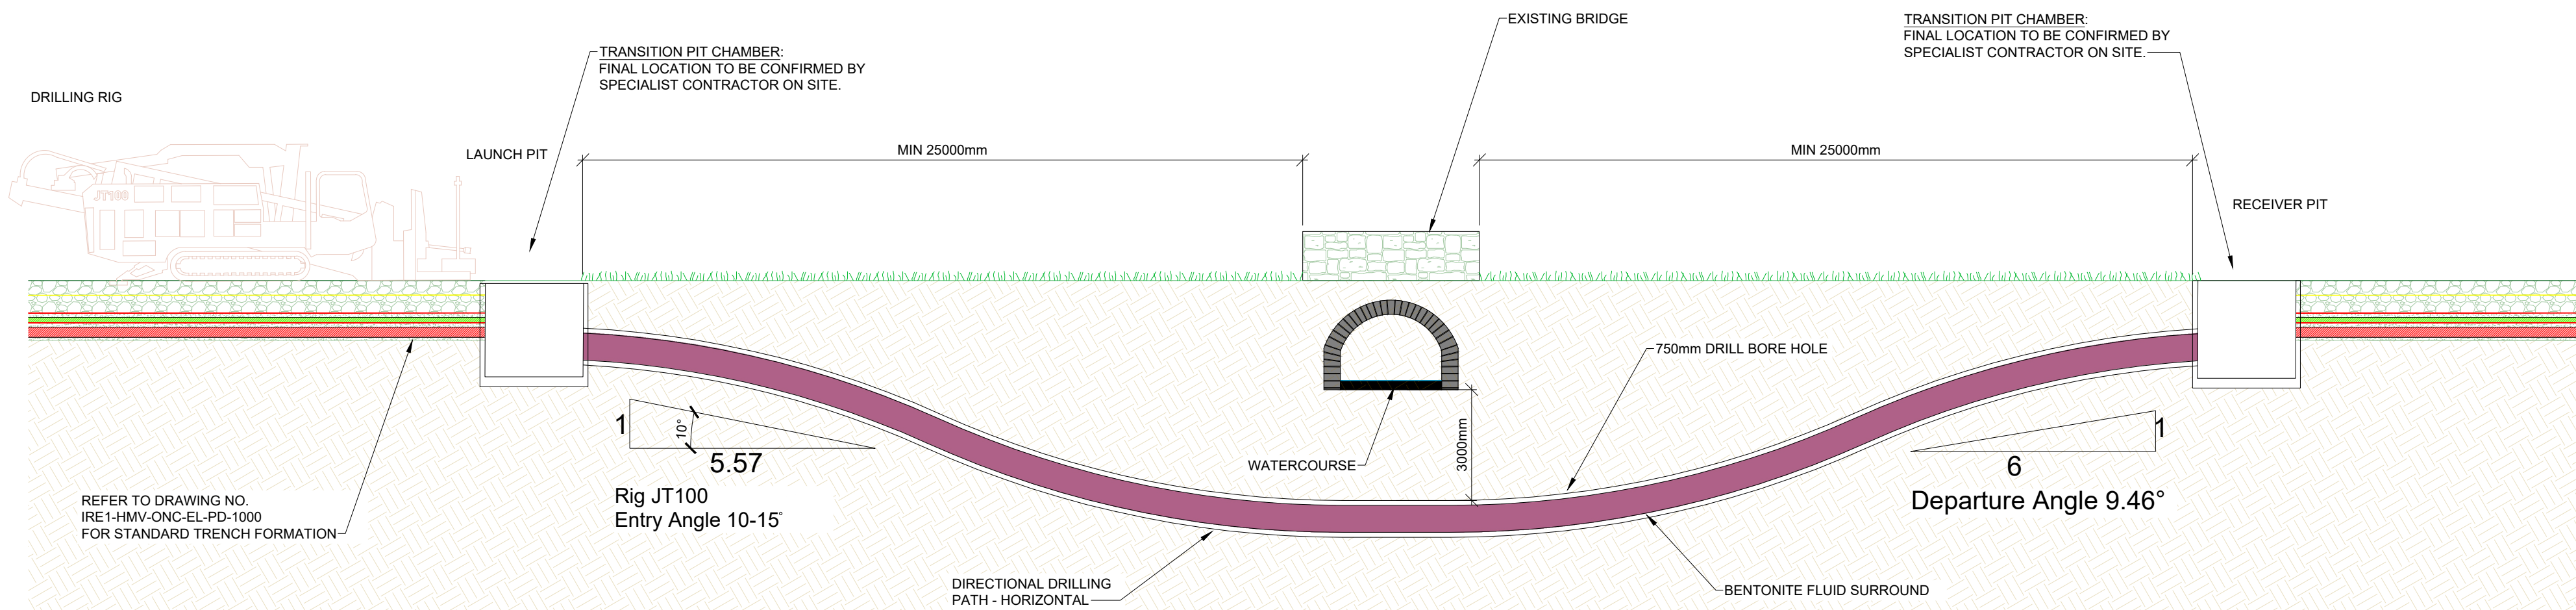 DRILLING RIG
JT100
LAUNCH PIT
TRANSITION PIT CHAMBER:
FINAL LOCATION TO BE CONFIRMED BY
SPECIALIST CONTRACTOR ON SITE.
MIN 25000mm
EXISTING BRIDGE
MIN 25000mm
TRANSITION PIT CHAMBER:
FINAL LOCATION TO BE CONFIRMED BY
SPECIALIST CONTRACTOR ON SITE.
RECEIVER PIT
750mm DRILL BORE HOLE
1
10°
5.57
Rig JT100
Entry Angle 10-15°
WATERCOURSE
3000mm
1
6
Departure Angle 9.46°
REFER TO DRAWING NO.
IRE1-HMV-ONC-EL-PD-1000
FOR STANDARD TRENCH FORMATION
DIRECTIONAL DRILLING
PATH - HORIZONTAL
BENTONITE FLUID SURROUND